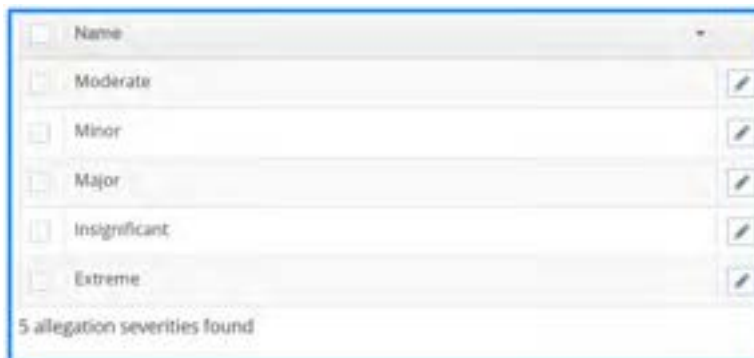 Name
Moderate
Minor
Major
Insignificant
Extreme
5 allegation severities found